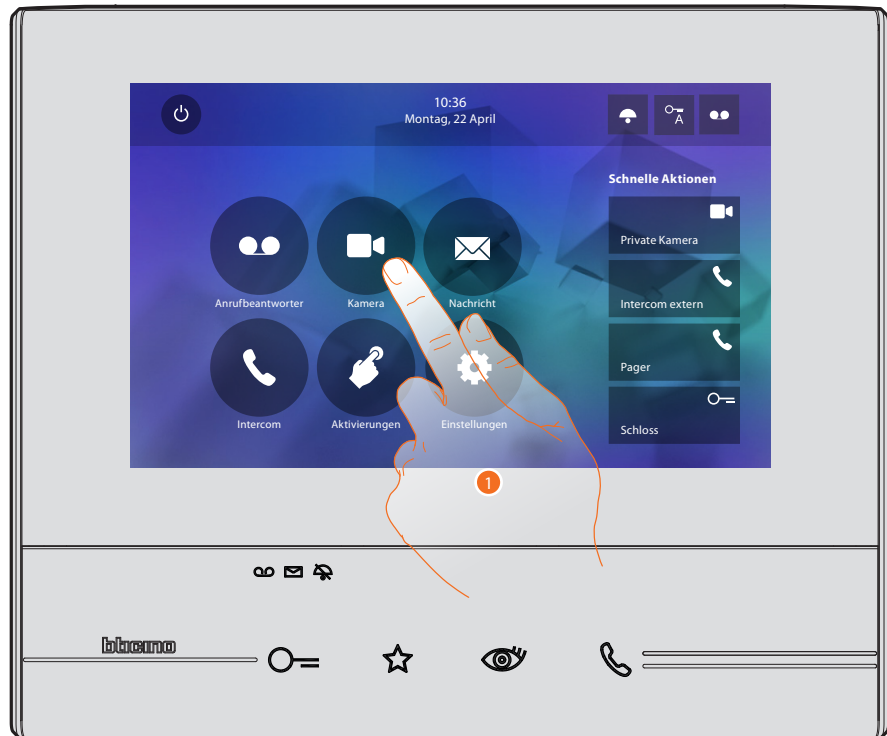 10:36
Montag, 22 April
A
Schnelle Aktionen
Private Kamera
Anrufbeantworter
Kamera
Nachricht
Intercom extern
Pager
Intercom
Aktivierungen
Einstellungen
Schloss
1
bticino